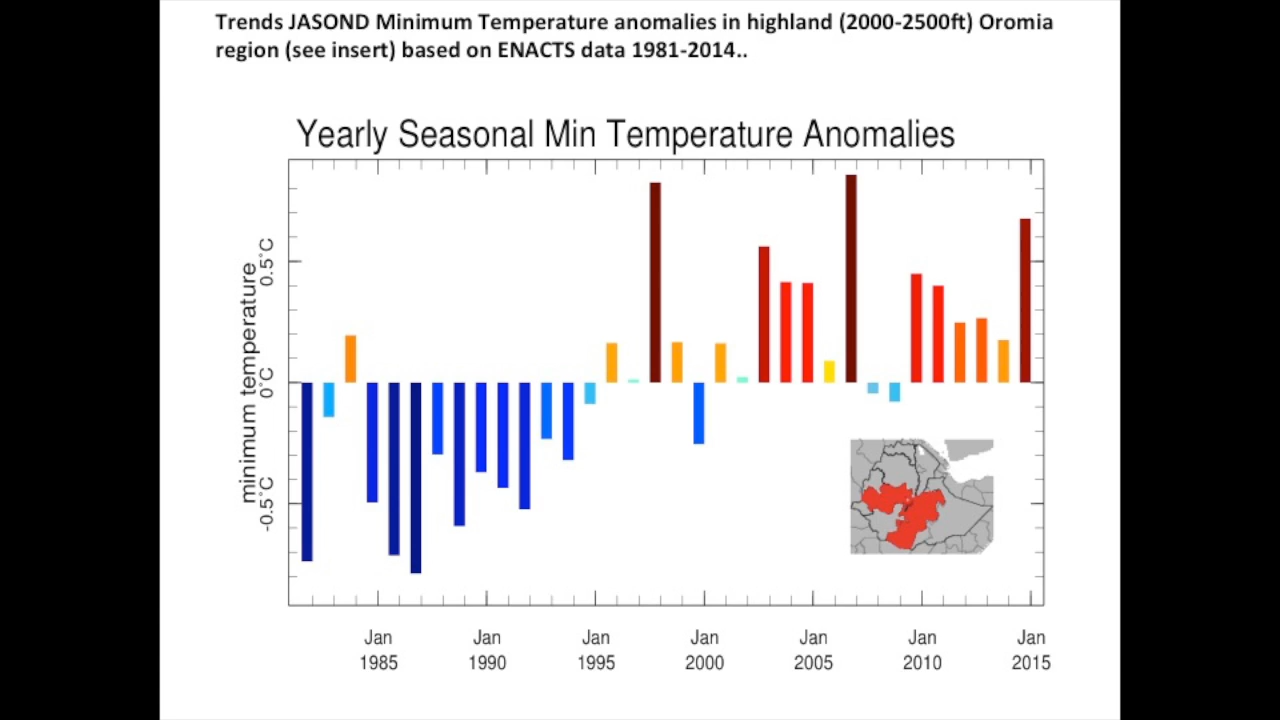 Trends JASOND Minimum Temperature anomalies in highland (2000-2500ft) Oromia
region (see insert) based on ENACTS data 1981-2014..
Yearly Seasonal Min Temperature Anomalies
minimum temperature
0.5°C
0°C
-0.5°C
Jan Jan Jan Jan Jan Jan Jan
1985 1990 1995 2000 2005 2010 2015